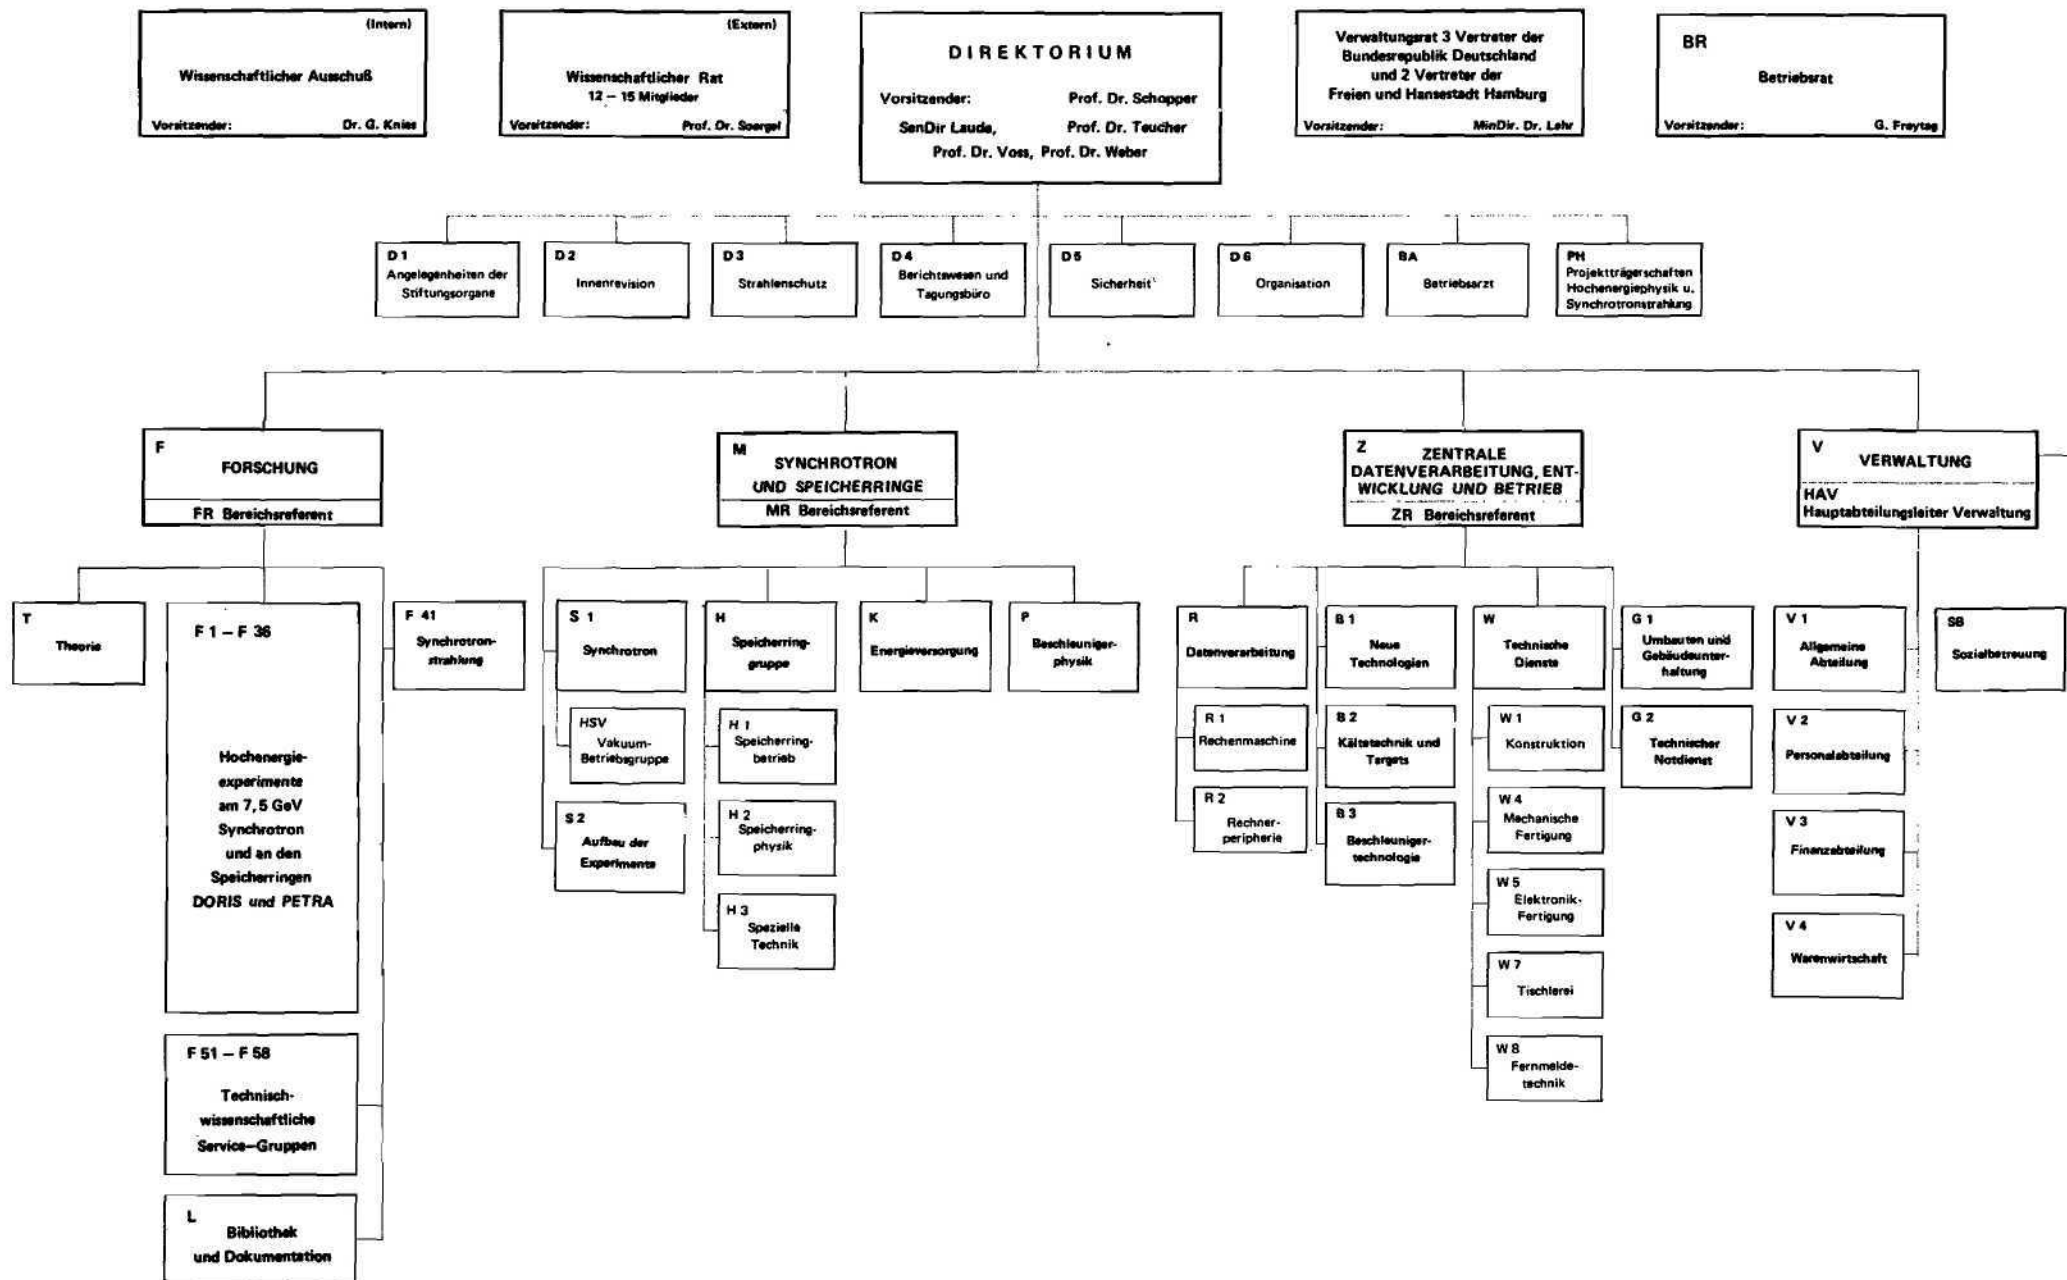 (Intern)
Wissenschaftlicher Ausschuß
Vorsitzender: Dr. G. Knies
(Extern)
Wissenschaftlicher Rat
12 – 15 Mitglieder
Vorsitzender: Prof. Dr. Soergel
DIREKTORIUM
Vorsitzender: Prof. Dr. Schopper
SenDir Laude, Prof. Dr. Teucher
Prof. Dr. Voss, Prof. Dr. Weber
Verwaltungsrat 3 Vertreter der
Bundesrepublik Deutschland
und 2 Vertreter der
Freien und Hansestadt Hamburg
Vorsitzender: MinDir. Dr. Lehr
BR
Betriebsrat
Vorsitzender: G. Freytag
D 1
Angelegenheiten der
Stiftungsorgane
D 2
Innenrevision
D 3
Strahlenschutz
D 4
Berichtswesen und
Tagungsbüro
D 5
Sicherheit
D 6
Organisation
BA
Betriebsarzt
PH
Projektträgerschaften
Hochenergiephysik u.
Synchrotronstrahlung
F
FORSCHUNG
FR Bereichsreferent
M
SYNCHROTRON
UND SPEICHERRINGE
MR Bereichsreferent
Z
ZENTRALE
DATENVERARBEITUNG, ENT-
WICKLUNG UND BETRIEB
ZR Bereichsreferent
V
VERWALTUNG
HAV
Hauptabteilungsleiter Verwaltung
T
Theorie
F 1 – F 36
Hochenergie-
experimente
am 7,5 GeV
Synchrotron
und an den
Speicherringen
DORIS und PETRA
F 41
Synchrotron-
strahlung
F 51 – F 58
Technisch-
wissenschaftliche
Service-Gruppen
L
Bibliothek
und Dokumentation
S 1
Synchrotron
HSV
Vakuum-
Betriebsgruppe
S 2
Aufbau der
Experimente
H
Speicherring-
gruppe
H 1
Speicherring-
betrieb
H 2
Speicherring-
physik
H 3
Spezielle
Technik
K
Energieversorgung
P
Beschleuniger-
physik
R
Datenverarbeitung
R 1
Rechenmaschine
R 2
Rechner-
peripherie
B 1
Neue
Technologien
B 2
Kältetechnik und
Targets
B 3
Beschleuniger-
technologie
W
Technische
Dienste
W 1
Konstruktion
W 4
Mechanische
Fertigung
W 5
Elektronik-
Fertigung
W 7
Tischlerei
W 8
Fernmelde-
technik
G 1
Umbauten und
Gebäudeunter-
haltung
G 2
Technischer
Notdienst
V 1
Allgemeine
Abteilung
V 2
Personalabteilung
V 3
Finanzabteilung
V 4
Warenwirtschaft
SB
Sozialbetreuung